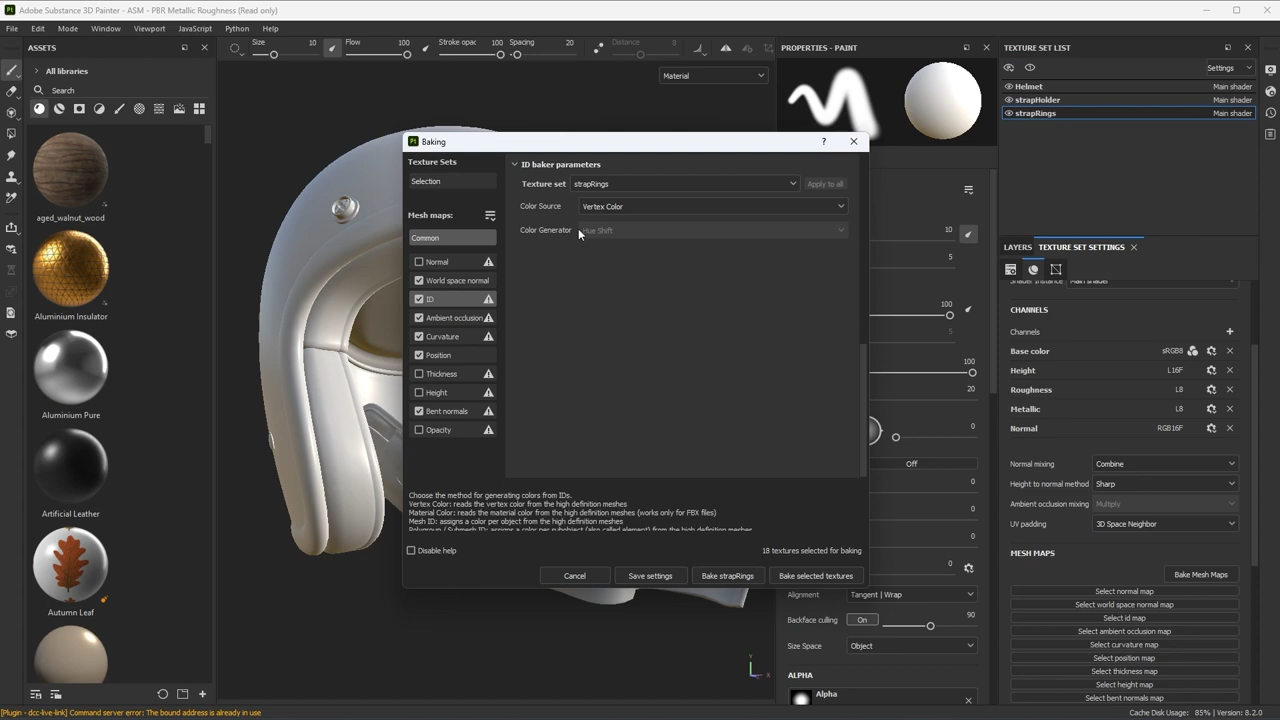 Adobe Substance 3D Painter - ASM - PBR Metallic Roughness (Read only)
File Edit Mode Window Viewport JavaScript Python Help
Size 10 Flow 100 Stroke opac 100 Spacing 20 Distance 8
ASSETS
All libraries
Search
aged_walnut_wood
Aluminium Insulator
Aluminium Pure
Artificial Leather
Autumn Leaf
Material
Baking
Texture Sets
Selection
Mesh maps:
Common
Normal
World space normal
ID
Ambient occlusion
Curvature
Position
Thickness
Height
Bent normals
Opacity
ID baker parameters
Texture set strapRings Apply to all
Color Source Vertex Color
Color Generator Hue Shift
Choose the method for generating colors from IDs.
Vertex Color: reads the vertex color from the high definition meshes
Material Color: reads the material color from the high definition meshes (works only for FBX files)
Mesh ID: assigns a color per object from the high definition meshes
Disable help
18 textures selected for baking
Cancel Save settings Bake strapRings Bake selected textures
PROPERTIES - PAINT
10
5
100
5
100
20
0
Off
0
0
0
0
Alignment Tangent | Wrap
Backface culling On 90
Size Space Object
ALPHA
Alpha
TEXTURE SET LIST
Settings
Helmet Main shader
strapHolder Main shader
strapRings Main shader
LAYERS TEXTURE SET SETTINGS
Shader instance Main shader
CHANNELS
Channels
Base color sRGB8
Height L16F
Roughness L8
Metallic L8
Normal RGB16F
Normal mixing Combine
Height to normal method Sharp
Ambient occlusion mixing Multiply
UV padding 3D Space Neighbor
MESH MAPS
Bake Mesh Maps
Select normal map
Select world space normal map
Select id map
Select ambient occlusion map
Select curvature map
Select position map
Select thickness map
Select height map
Select bent normals map
[Plugin - dcc-live-link] Command server error: The bound address is already in use
Cache Disk Usage: 85% | Version: 8.2.0